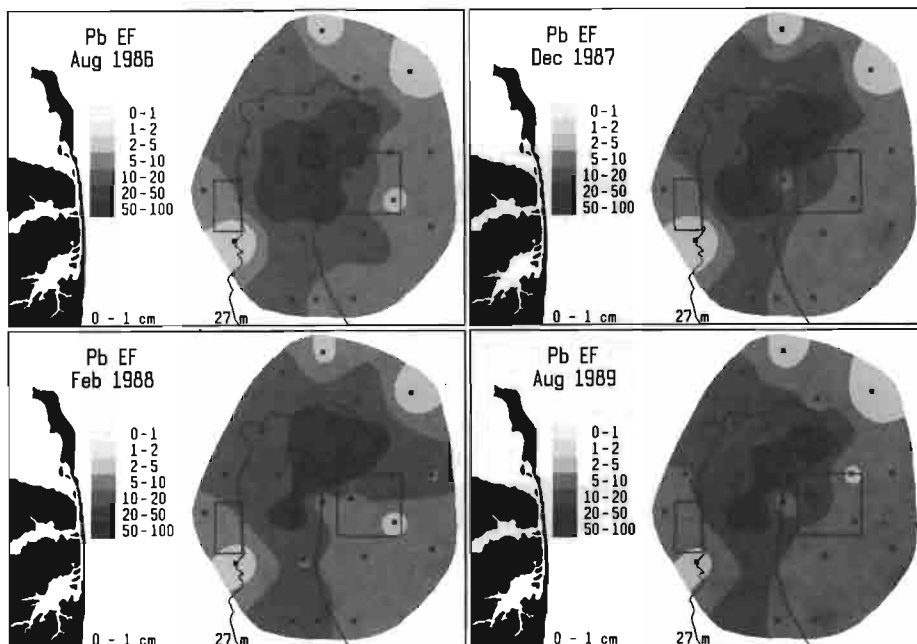 Pb EF
Aug 1986
0-1
1-2
2-5
5-10
10-20
20-50
50-100
0-1 cm
27 m
Pb EF
Dec 1987
0-1
1-2
2-5
5-10
10-20
20-50
50-100
0-1 cm
27 m
Pb EF
Feb 1988
0-1
1-2
2-5
5-10
10-20
20-50
50-100
0-1 cm
27 m
Pb EF
Aug 1989
0-1
1-2
2-5
5-10
10-20
20-50
50-100
0-1 cm
27 m